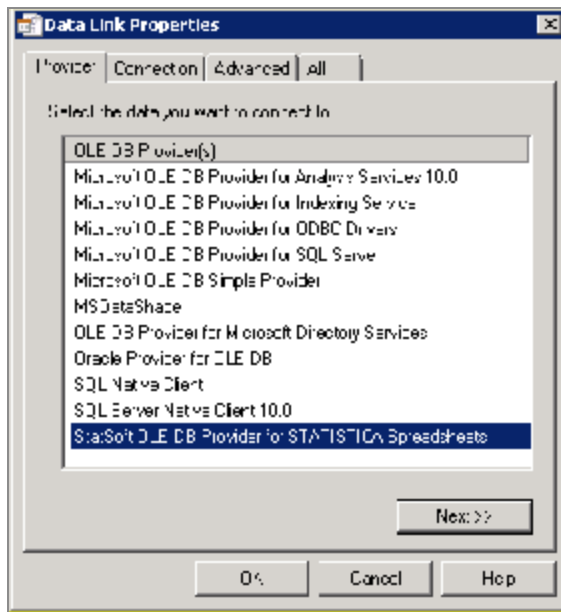 Data Link Properties
Provider Connection Advanced All
Select the data you want to connect to:
OLE DB Provider(s)
Microsoft OLE DB Provider for Analysis Services 10.0
Microsoft OLE DB Provider for Indexing Service
Microsoft OLE DB Provider for ODBC Drivers
Microsoft OLE DB Provider for SQL Server
Microsoft OLE DB Simple Provider
MSDataShape
OLE DB Provider for Microsoft Directory Services
Oracle Provider for OLE DB
SQL Native Client
SQL Server Native Client 10.0
StatSoft OLE DB Provider for STATISTICA Spreadsheets
Next >>
OK Cancel Help